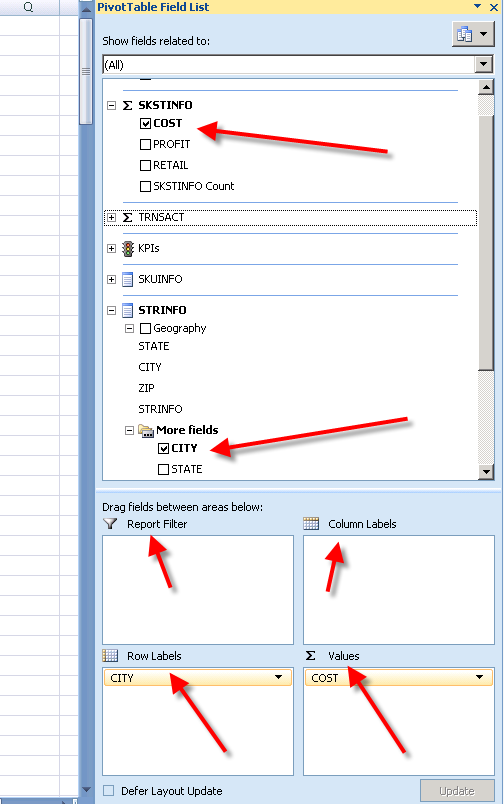 Q
PivotTable Field List
Show fields related to:
(All)
Σ SKSTINFO
COST
PROFIT
RETAIL
SKSTINFO Count
Σ TRNSACT
KPIs
SKUINFO
STRINFO
Geography
STATE
CITY
ZIP
STRINFO
More fields
CITY
STATE
Drag fields between areas below:
Report Filter
Column Labels
Row Labels
Σ Values
CITY
COST
Defer Layout Update
Update